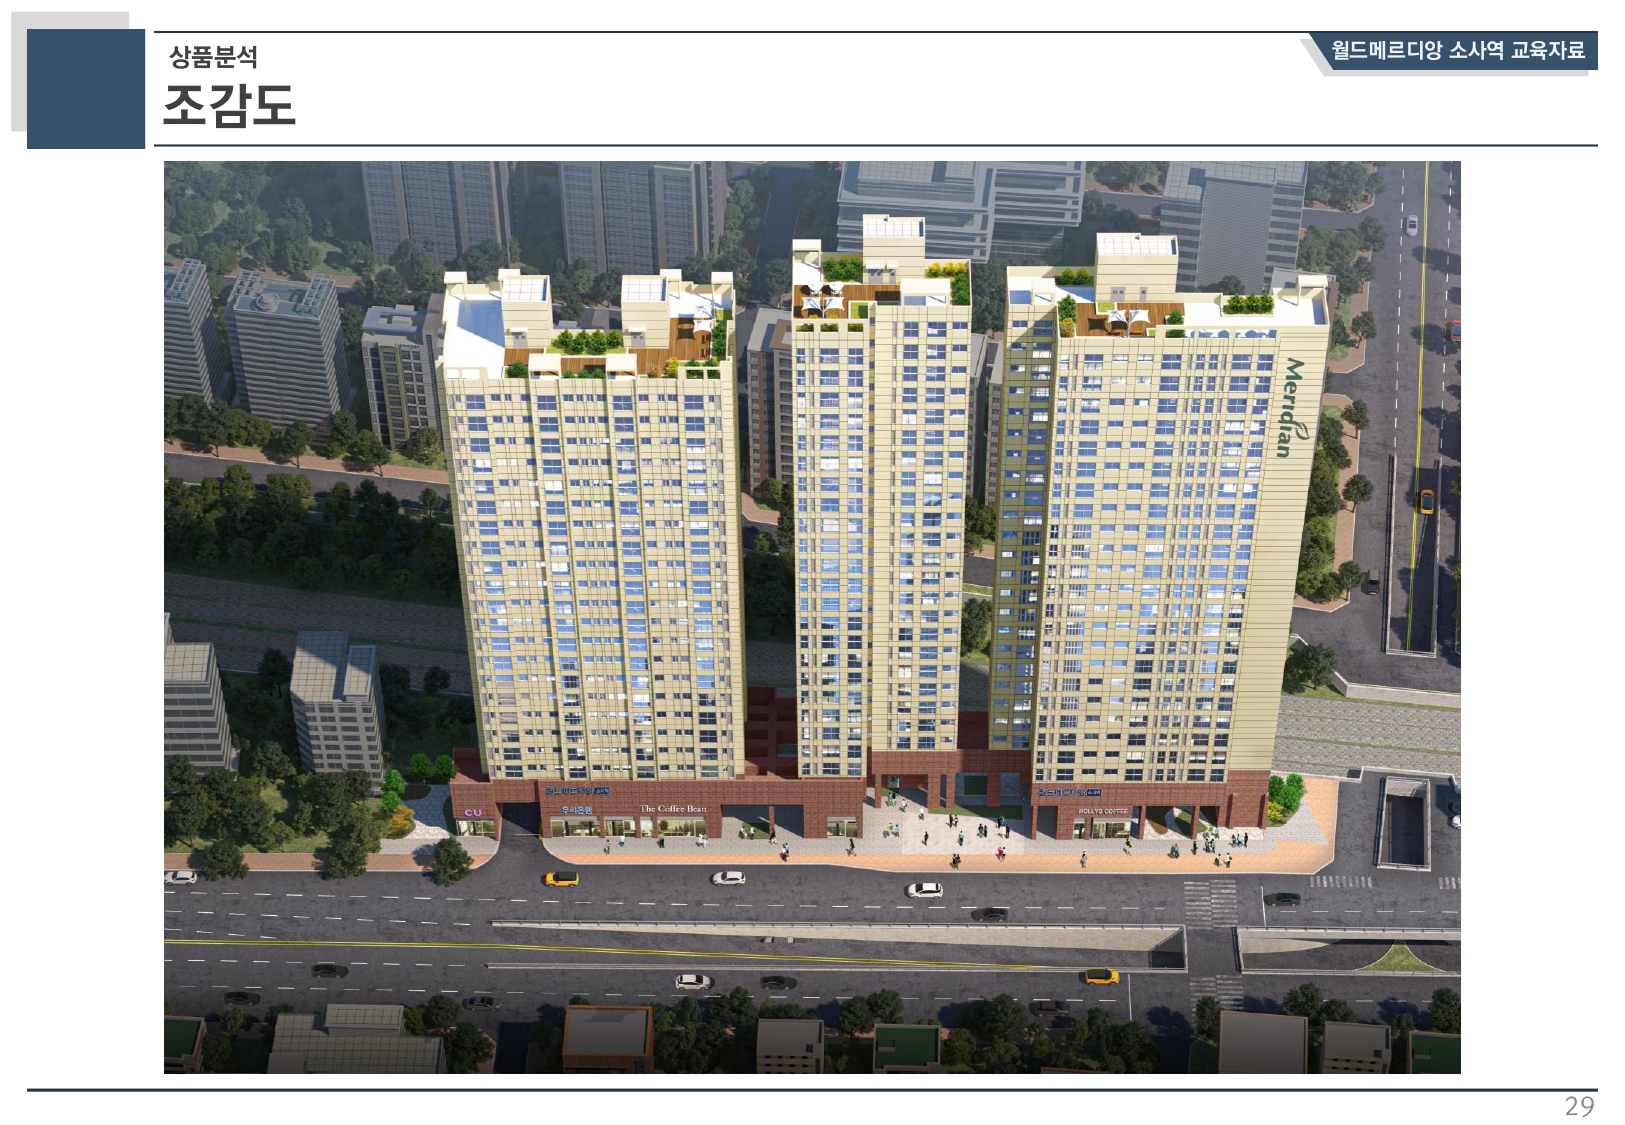 상품분석
월드메르디앙 소사역 교육자료
조감도
Meridian
월드메르디앙
월드메르디앙
CU
우리은행
The Coffee Bean
HOLLYS COFFEE
29